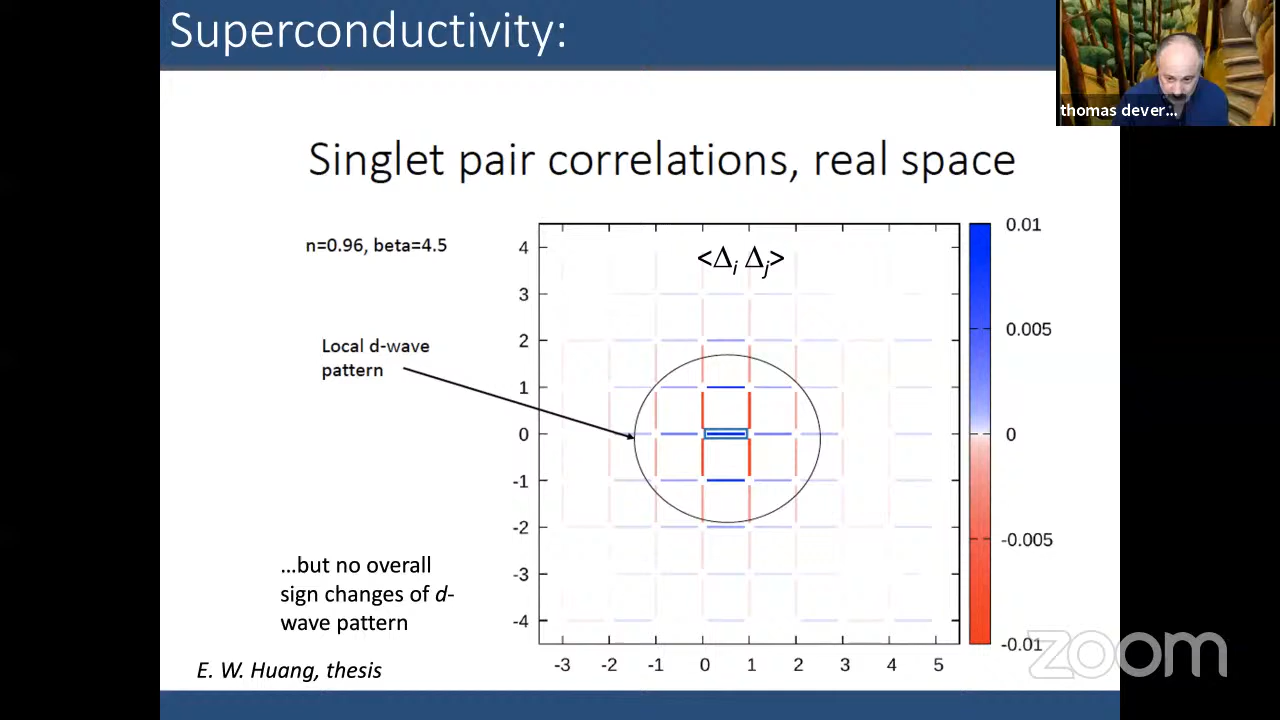 Superconductivity:
thomas dever...
Singlet pair correlations, real space
n=0.96, beta=4.5
<Δi Δj>
Local d-wave
pattern
...but no overall
sign changes of d-
wave pattern
E. W. Huang, thesis
4
3
2
1
0
-1
-2
-3
-4
-3 -2 -1 0 1 2 3 4 5
0.01
0.005
0
-0.005
-0.01
zoom